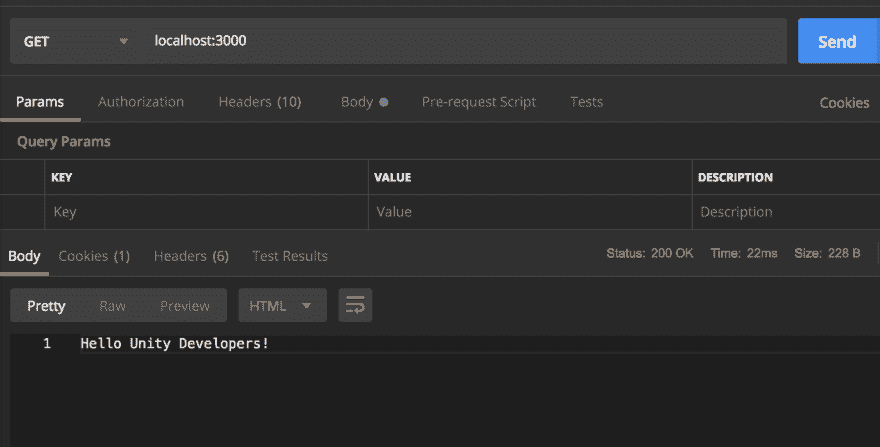 GET localhost:3000 Send
Params Authorization Headers (10) Body Pre-request Script Tests Cookies
Query Params
KEY VALUE DESCRIPTION
Key Value Description
Body Cookies (1) Headers (6) Test Results Status: 200 OK Time: 22ms Size: 228 B
Pretty Raw Preview HTML
1 Hello Unity Developers!